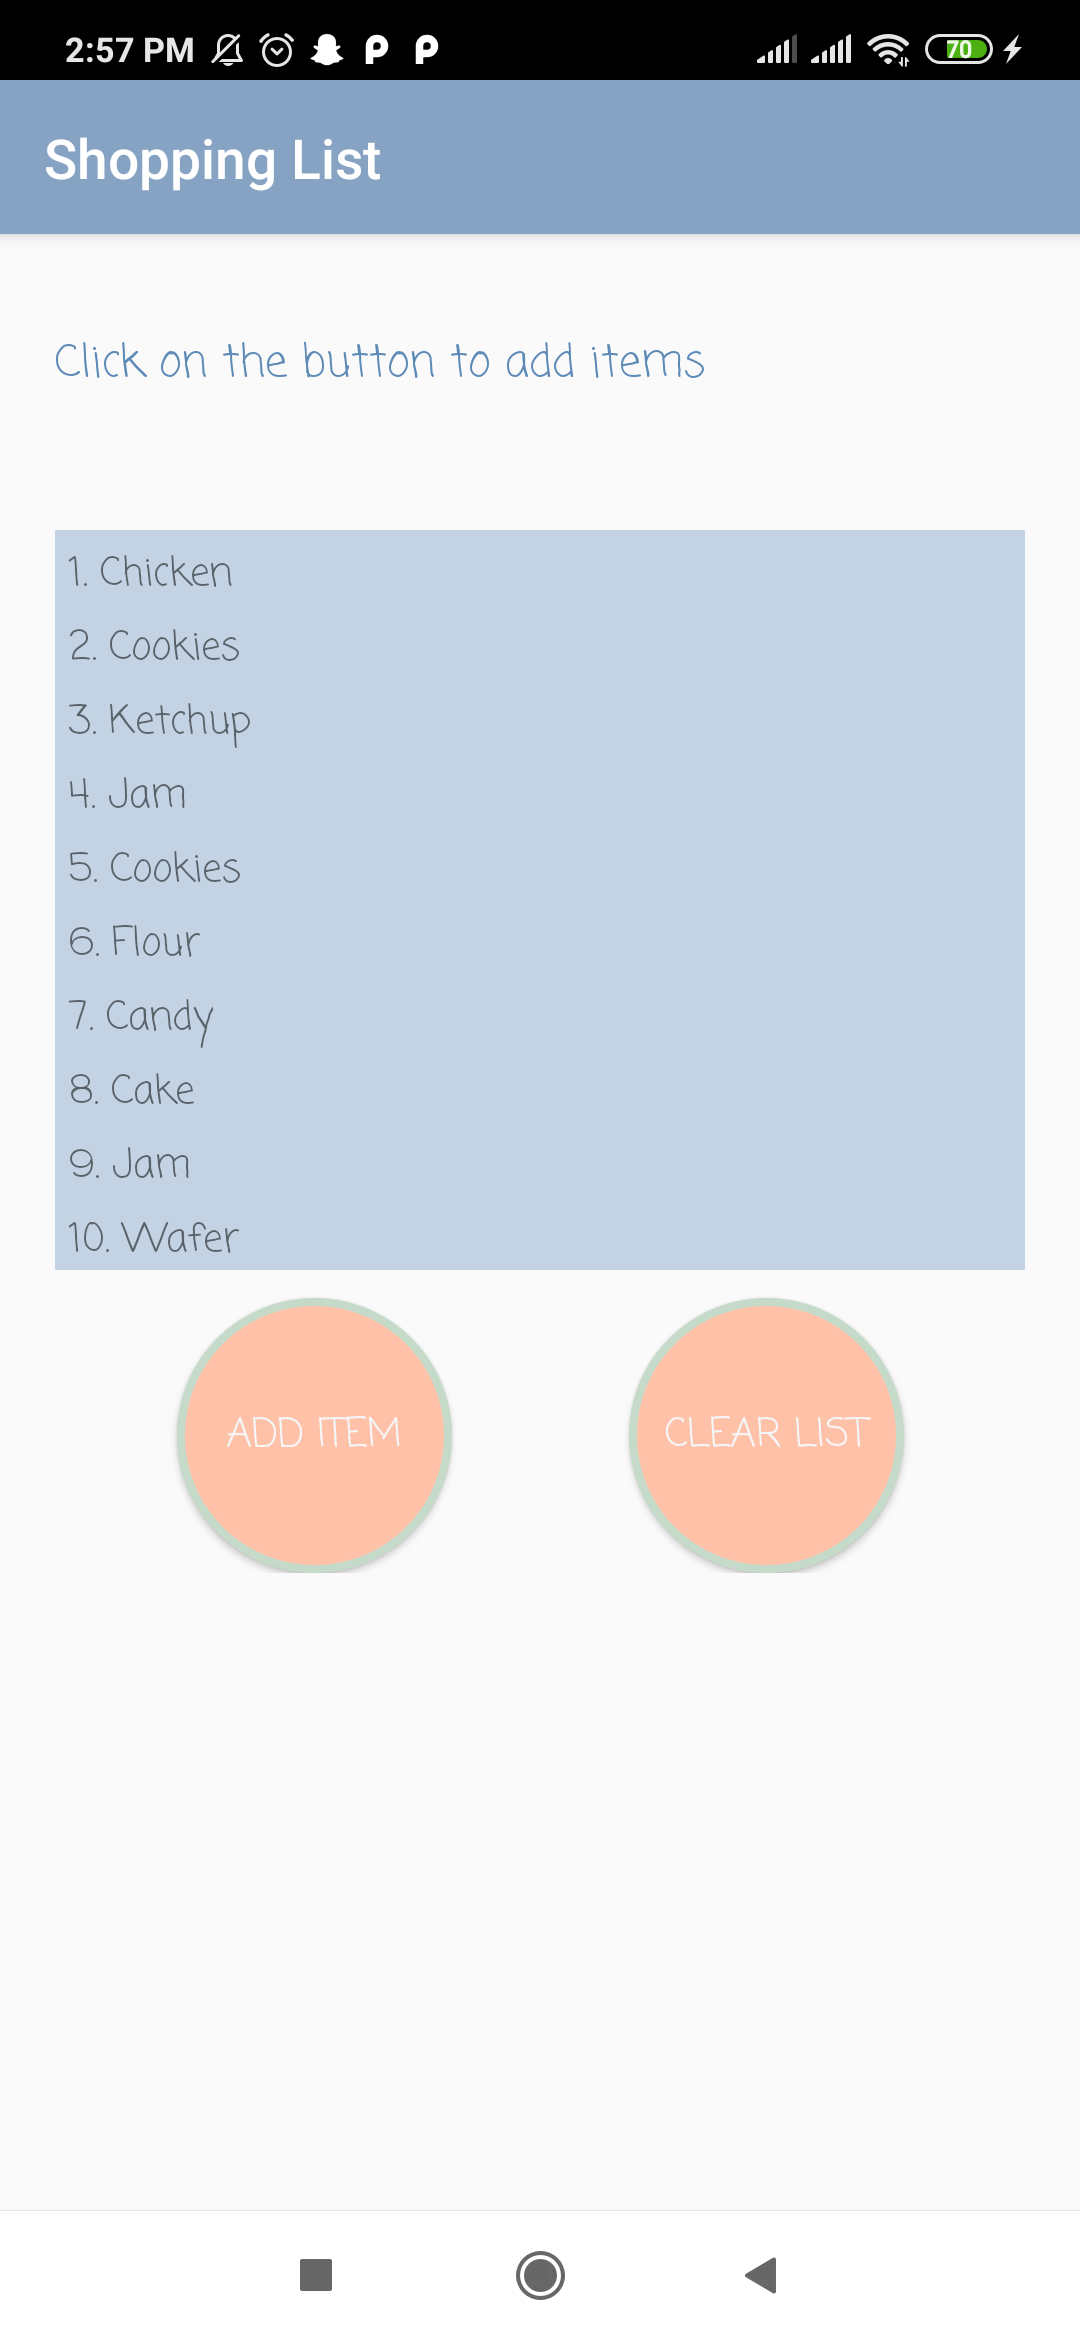 2:57 PM
70
Shopping List
Click on the button to add items
1. Chicken
2. Cookies
3. Ketchup
4. Jam
5. Cookies
6. Flour
7. Candy
8. Cake
9. Jam
10. Wafer
ADD ITEM
CLEAR LIST